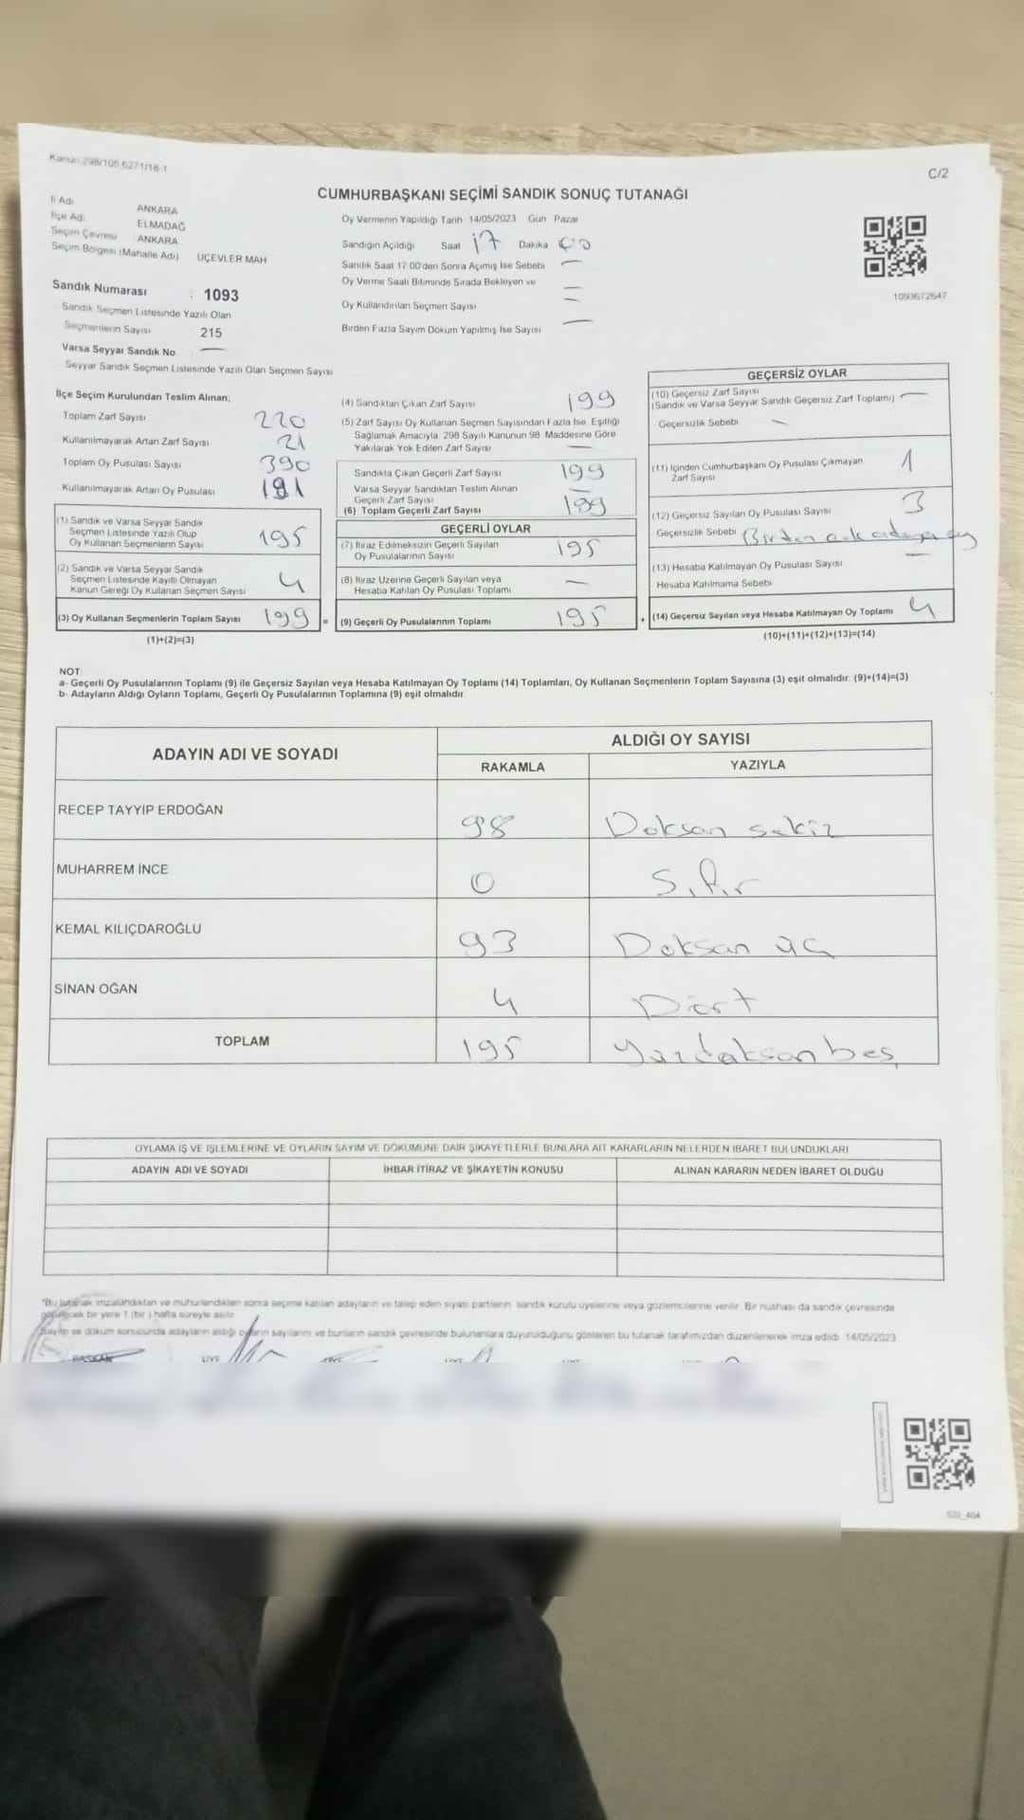 Kanun 298/105 6271/18-1
C/2
CUMHURBAŞKANI SEÇİMİ SANDIK SONUÇ TUTANAĞI
İl Adı ANKARA
İlçe Adı ELMADAĞ
Seçim Çevresi ANKARA
Seçim Bölgesi (Mahalle Adı) ÜÇEVLER MAH
Sandık Numarası : 1093
Sandık Seçmen Listesinde Yazılı Olan
Seçmenlerin Sayısı 215
Varsa Seyyar Sandık No —
Seyyar Sandık Seçmen Listesinde Yazılı Olan Seçmen Sayısı
Oy Vermenin Yapıldığı Tarih 14/05/2023 Gün Pazar
Sandığın Açıldığı Saat 17 Dakika
Sandık Saat 17:00'den Sonra Açımış İse Sebebi —
Oy Verme Saati Bitiminde Sırada Bekleyen ve —
Oy Kullandırılan Seçmen Sayısı —
Birden Fazla Sayım Döküm Yapılmış İse Sayısı —
1093672647
İlçe Seçim Kurulundan Teslim Alınan;
Toplam Zarf Sayısı 220
Kullanılmayarak Artan Zarf Sayısı 21
Toplam Oy Pusulası Sayısı 390
Kullanılmayarak Artan Oy Pusulası 191
(1) Sandık ve Varsa Seyyar Sandık
Seçmen Listesinde Yazılı Olup
Oy Kullanan Seçmenlerin Sayısı 195
(2) Sandık ve Varsa Seyyar Sandık
Seçmen Listesinde Kayıtlı Olmayan
Kanun Gereği Oy Kullanan Seçmen Sayısı 4
(3) Oy Kullanan Seçmenlerin Toplam Sayısı 199 =
(1)+(2)=(3)
(4) Sandıktan Çıkan Zarf Sayısı 199
(5) Zarf Sayısı Oy Kullanan Seçmen Sayısından Fazla İse, Eşitliği
Sağlamak Amacıyla 298 Sayılı Kanunun 98. Maddesine Göre
Yakılarak Yok Edilen Zarf Sayısı —
Sandıkta Çıkan Geçerli Zarf Sayısı 199
Varsa Seyyar Sandıktan Teslim Alınan
Geçerli Zarf Sayısı —
(6) Toplam Geçerli Zarf Sayısı 199
GEÇERLİ OYLAR
(7) İtiraz Edilmeksizin Geçerli Sayılan
Oy Pusulalarının Sayısı 195
(8) İtiraz Üzerine Geçerli Sayılan veya
Hesaba Katılan Oy Pusulası Toplamı —
(9) Geçerli Oy Pusulalarının Toplamı 195 +
GEÇERSİZ OYLAR
(10) Geçersiz Zarf Sayısı
(Sandık ve Varsa Seyyar Sandık Geçersiz Zarf Toplamı) —
Geçersizlik Sebebi —
(11) İçinden Cumhurbaşkanı Oy Pusulası Çıkmayan
Zarf Sayısı 1
(12) Geçersiz Sayılan Oy Pusulası Sayısı 3
Geçersizlik Sebebi Birden çok adaya oy
(13) Hesaba Katılmayan Oy Pusulası Sayısı —
Hesaba Katılmama Sebebi
(14) Geçersiz Sayılan veya Hesaba Katılmayan Oy Toplamı 4
(10)+(11)+(12)+(13)=(14)
NOT:
a- Geçerli Oy Pusulalarının Toplamı (9) ile Geçersiz Sayılan veya Hesaba Katılmayan Oy Toplamı (14) Toplamları, Oy Kullanan Seçmenlerin Toplam Sayısına (3) eşit olmalıdır. (9)+(14)=(3)
b- Adayların Aldığı Oyların Toplamı, Geçerli Oy Pusulalarının Toplamına (9) eşit olmalıdır
ADAYIN ADI VE SOYADI
ALDIĞI OY SAYISI
RAKAMLA YAZIYLA
RECEP TAYYİP ERDOĞAN 98 Doksan sekiz
MUHARREM İNCE 0 Sıfır
KEMAL KILIÇDAROĞLU 93 Doksan üç
SİNAN OĞAN 4 Dört
TOPLAM 195 Yüzdoksanbeş
OYLAMA İŞ VE İŞLEMLERİNE VE OYLARIN SAYIM VE DÖKÜMÜNE DAİR ŞİKAYETLERLE BUNLARA AİT KARARLARIN NELERDEN İBARET BULUNDUKLARI
ADAYIN ADI VE SOYADI İHBAR İTİRAZ VE ŞİKAYETİN KONUSU ALINAN KARARIN NEDEN İBARET OLDUĞU
"Bu tutanak imzalandıktan ve mühürlendikten sonra seçime katılan adayların ve talep eden siyasi partilerin sandık kurulu üyelerine veya gözlemcilerine verilir. Bir nüshası da sandık çevresinde
görülecek bir yere 1 (bir) hafta süreyle asılır
Sayım ve döküm sonucunda adayların aldığı oyların sayılarını ve bunların sandık çevresinde bulunanlara duyurulduğunu gösteren bu tutanak tarafımızdan düzenlenerek imza edildi. 14/05/2023
BAŞKAN ÜYE ÜYE